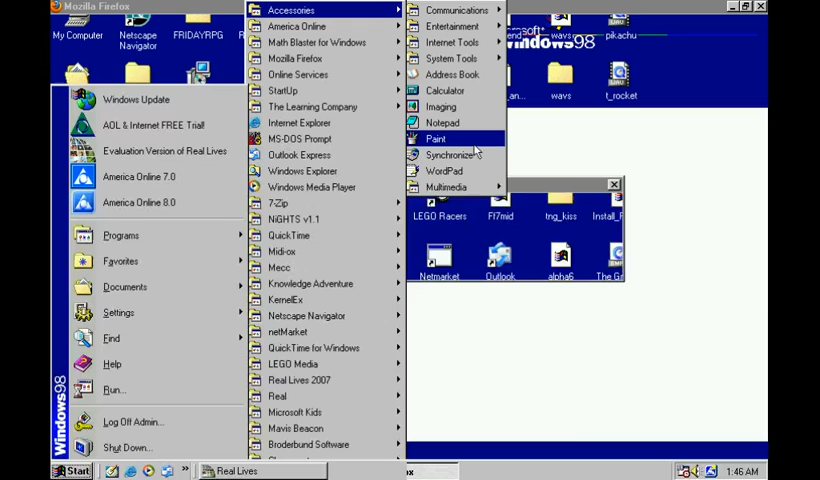 Mozilla Firefox
My Computer
Netscape
Navigator
FRIDAYRPG
wavs
pikachu
Microsoft
Windows98
wavs
t_rocket
Windows Update
AOL & Internet FREE Trial!
Evaluation Version of Real Lives
America Online 7.0
America Online 8.0
Programs
Favorites
Documents
Settings
Find
Help
Run...
Log Off Admin...
Shut Down...
Windows98
Accessories
America Online
Math Blaster for Windows
Mozilla Firefox
Online Services
StartUp
The Learning Company
Internet Explorer
MS-DOS Prompt
Outlook Express
Windows Explorer
Windows Media Player
7-Zip
NiGHTS v1.1
QuickTime
Midi-ox
Mecc
Knowledge Adventure
KernelEx
Netscape Navigator
netMarket
QuickTime for Windows
LEGO Media
Real Lives 2007
Real
Microsoft Kids
Mavis Beacon
Broderbund Software
Communications
Entertainment
Internet Tools
System Tools
Address Book
Calculator
Imaging
Notepad
Paint
Synchronize
WordPad
Multimedia
LEGO Racers
Ff7mid
tng_kiss
Install_F
Netmarket
Outlook
alpha6
The Gr
Start
Real Lives
ox
1:46 AM